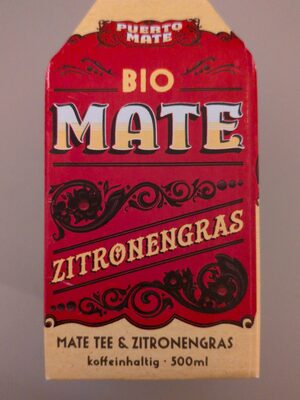 PUERTO
MATE
BIO
MATE
ZITRONENGRAS
MATE TEE & ZITRONENGRAS
koffeinhaltig · 500ml